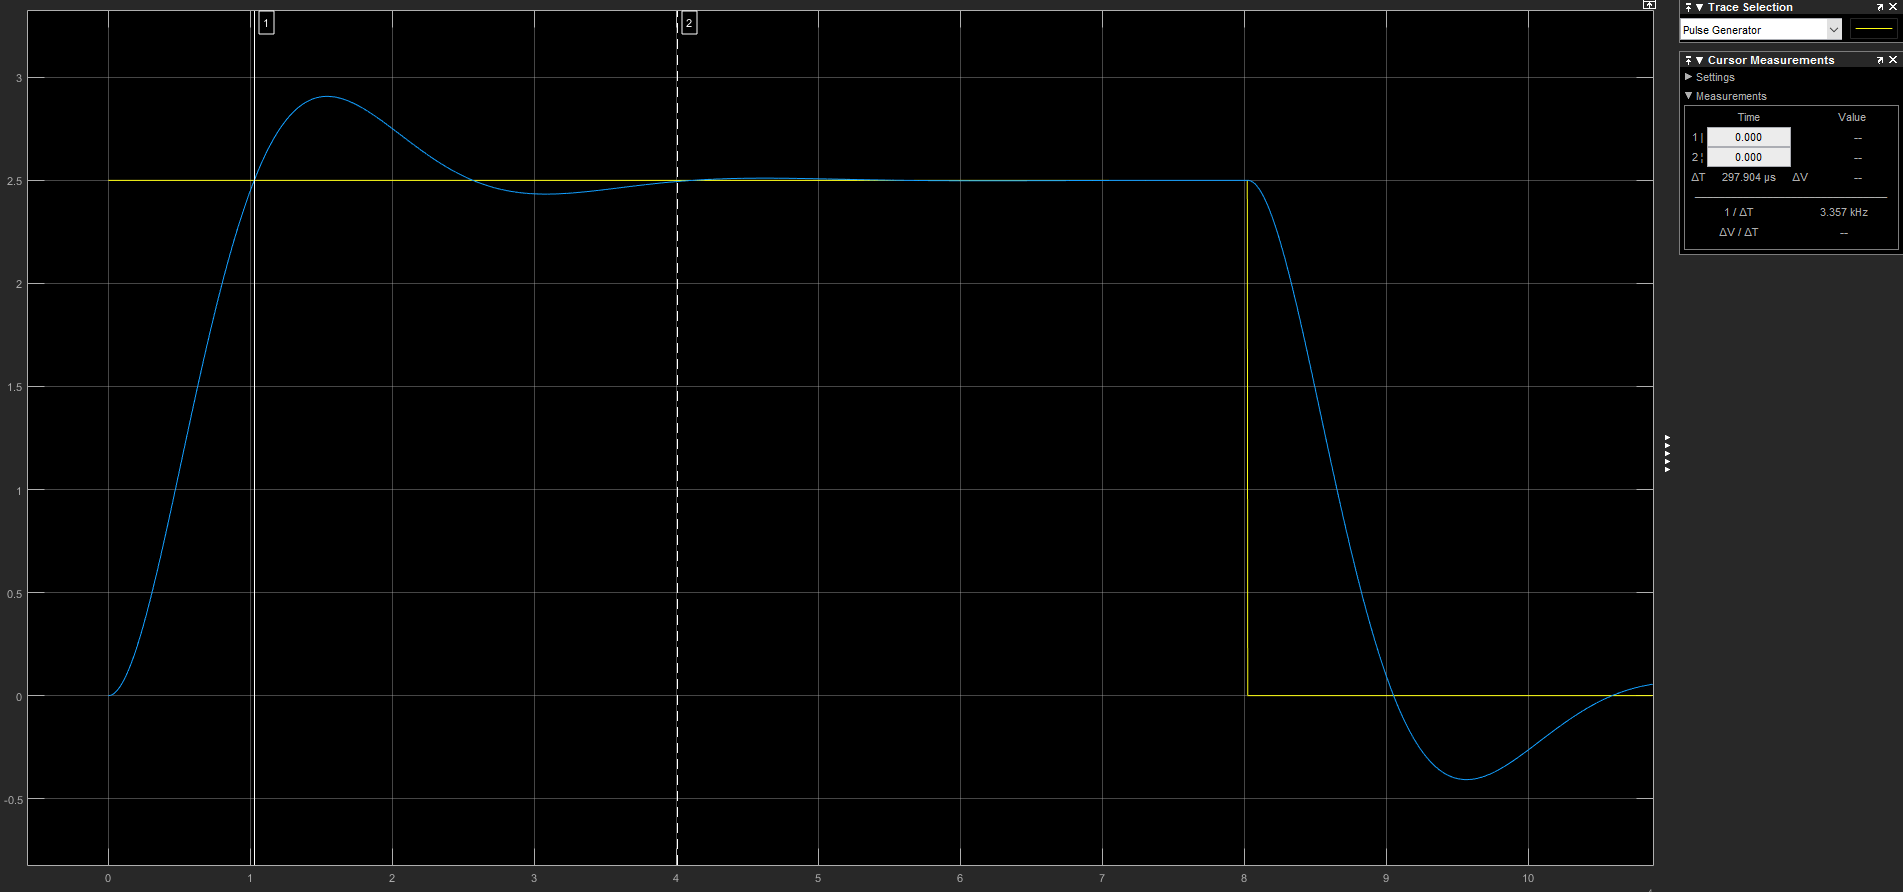 1
2
3
2.5
2
1.5
1
0.5
0
-0.5
0 1 2 3 4 5 6 7 8 9 10
Trace Selection
Pulse Generator
Cursor Measurements
Settings
Measurements
Time Value
1 | 0.000 --
2 ¦ 0.000 --
ΔT 297.904 µs ΔV --
1 / ΔT 3.357 kHz
ΔV / ΔT --